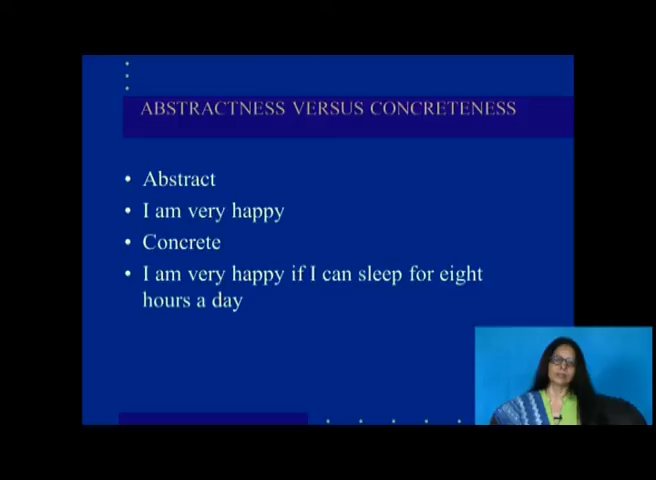 ABSTRACTNESS VERSUS CONCRETENESS
Abstract
I am very happy
Concrete
I am very happy if I can sleep for eight
hours a day